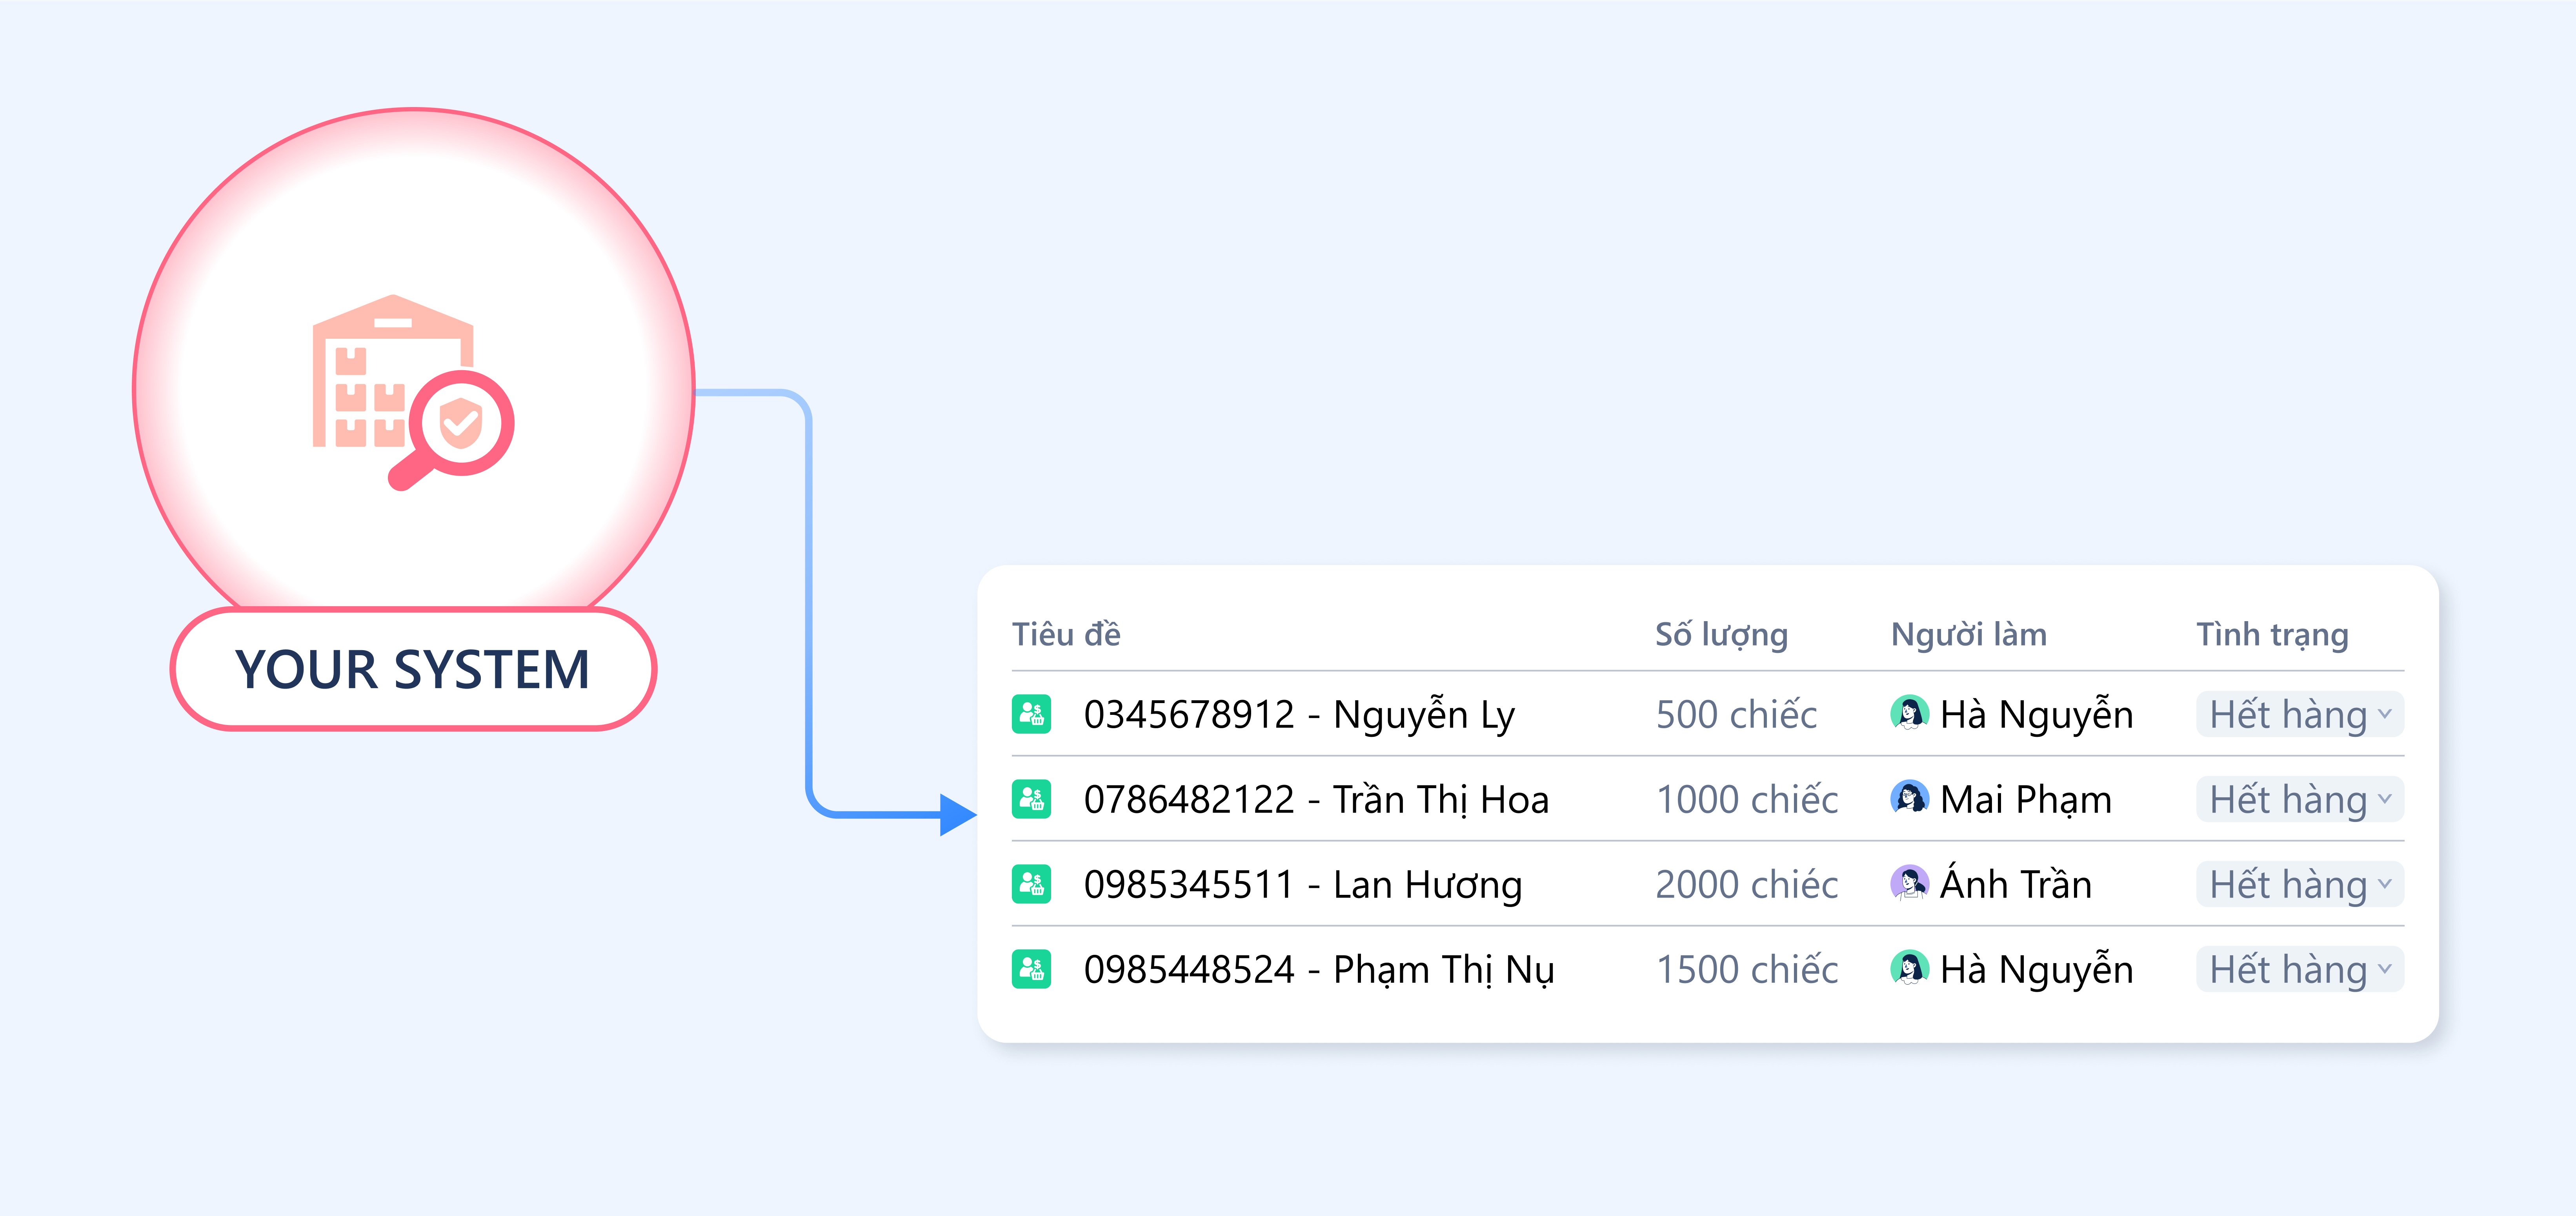 YOUR SYSTEM
Tiêu đề Số lượng Người làm Tình trạng
0345678912 - Nguyễn Ly 500 chiếc Hà Nguyễn Hết hàng
0786482122 - Trần Thị Hoa 1000 chiếc Mai Phạm Hết hàng
0985345511 - Lan Hương 2000 chiéc Ánh Trần Hết hàng
0985448524 - Phạm Thị Nụ 1500 chiếc Hà Nguyễn Hết hàng